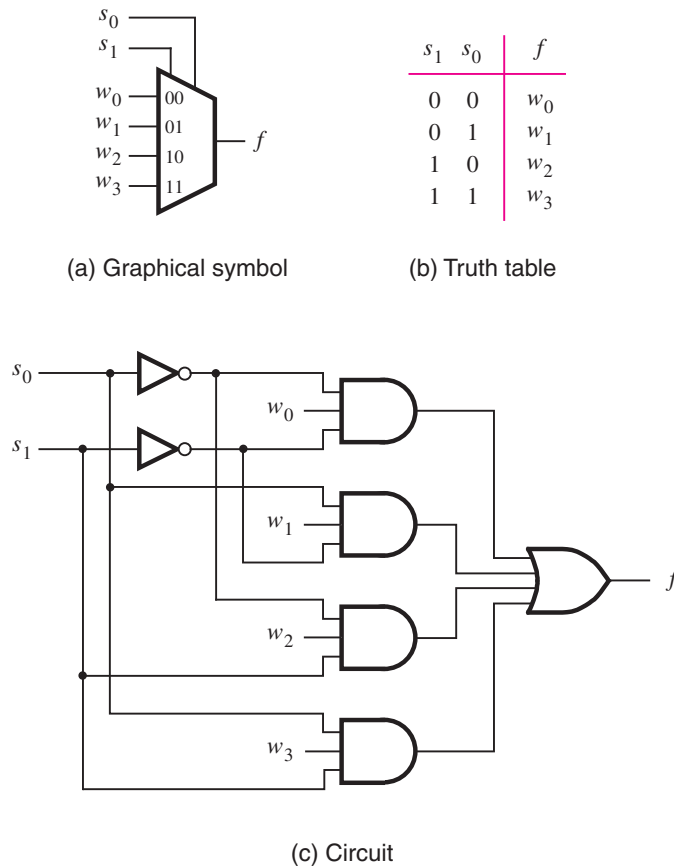 s0
s1
w0 00
w1 01
w2 10
w3 11
f
(a) Graphical symbol
s1 s0 f
0 0 w0
0 1 w1
1 0 w2
1 1 w3
(b) Truth table
s0
w0
s1
w1
f
w2
w3
(c) Circuit